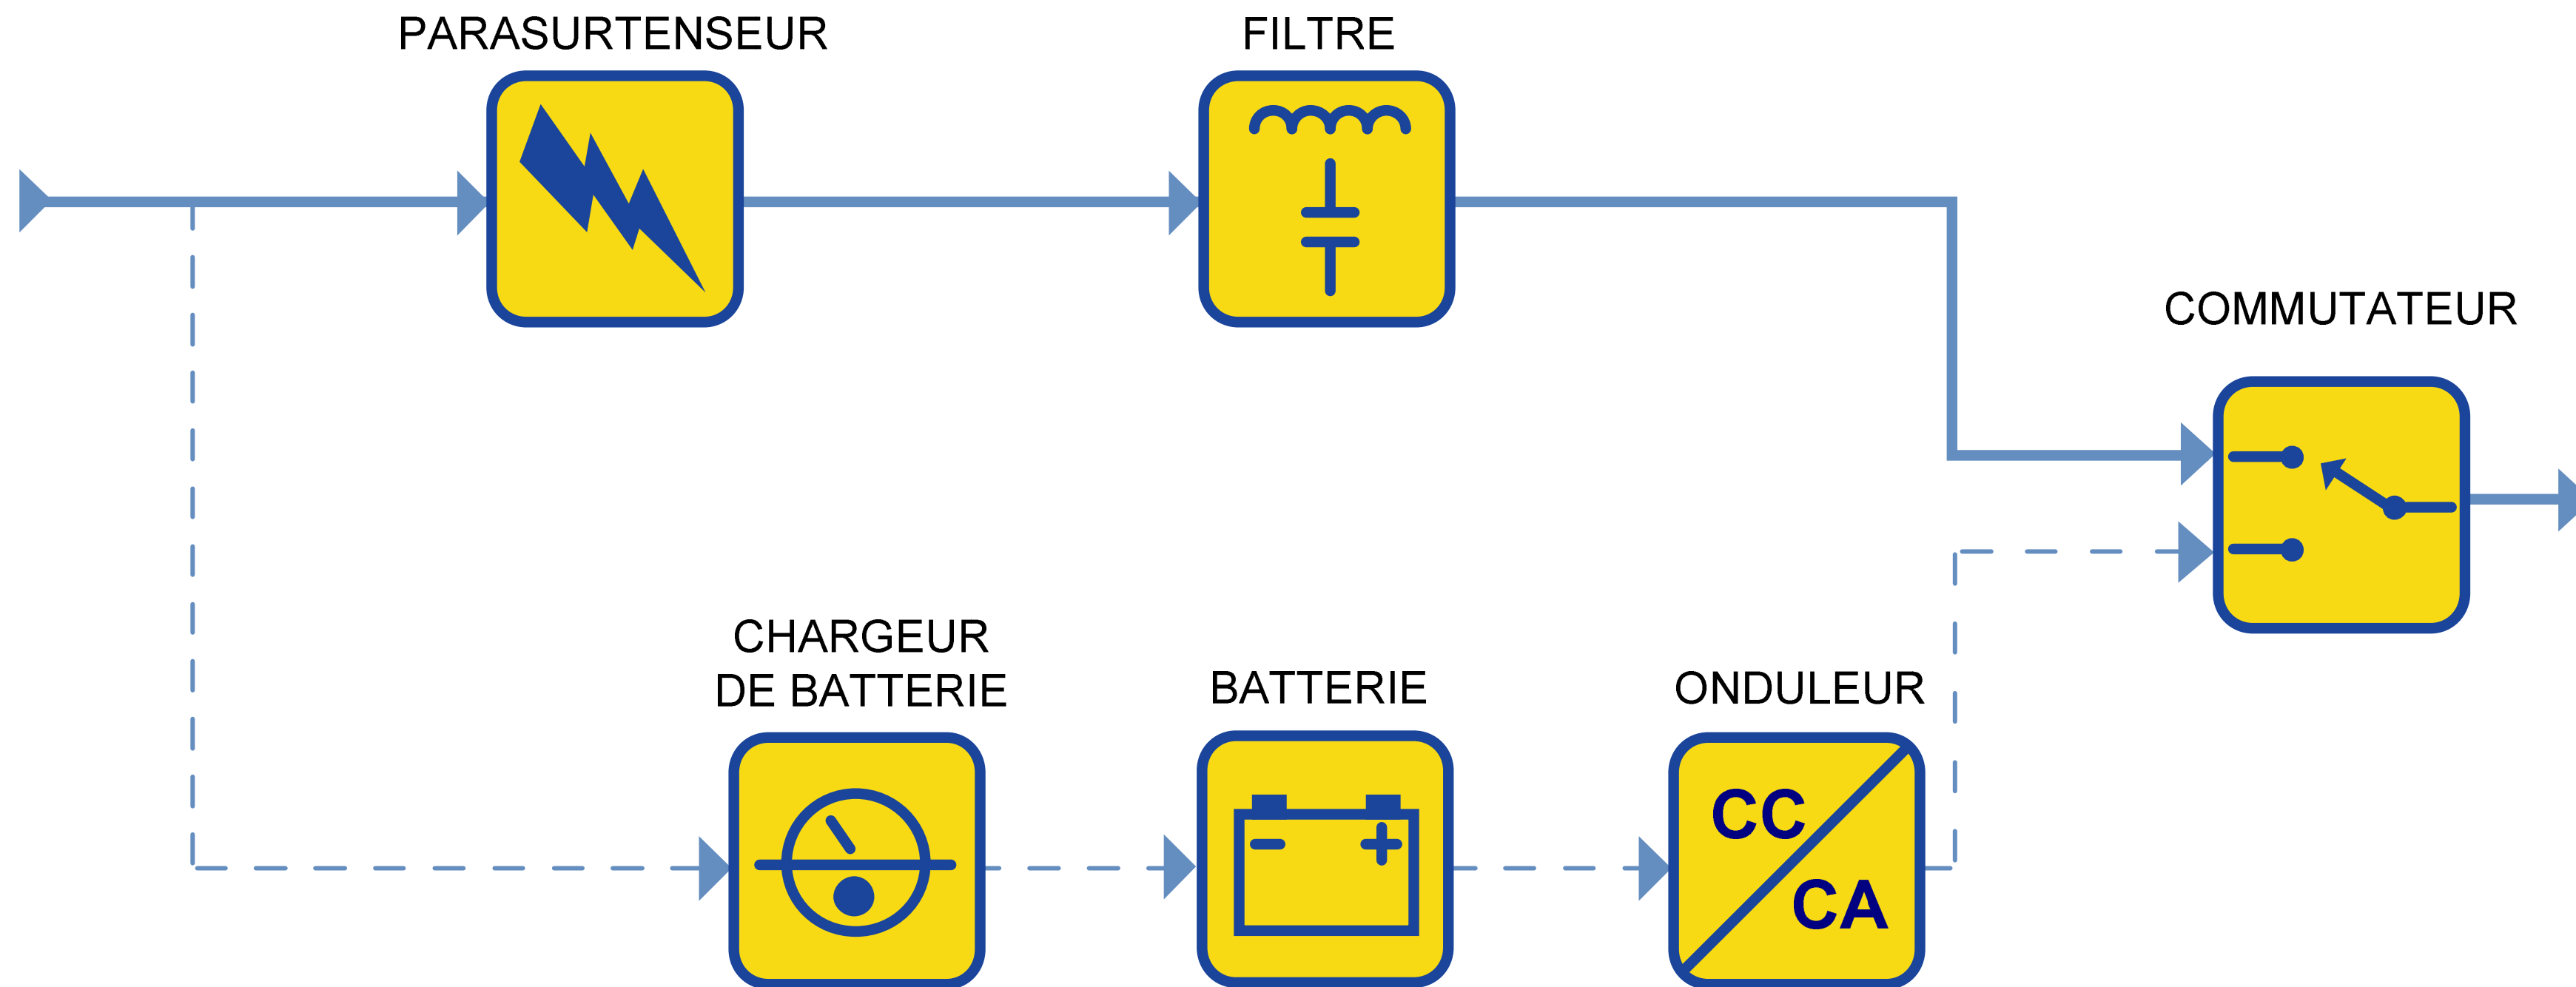 PARASURTENSEUR
FILTRE
COMMUTATEUR
CHARGEUR
DE BATTERIE
BATTERIE
ONDULEUR
CC
CA